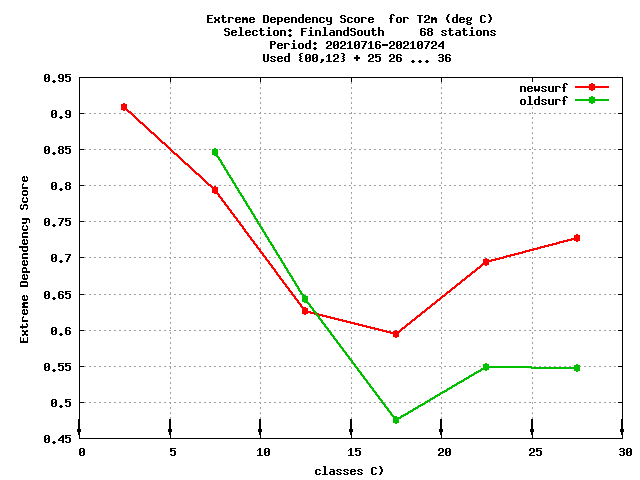 Extreme Dependency Score  for T2m (deg C)
Selection: FinlandSouth     68 stations
Period: 20210716-20210724
Used {00,12} + 25 26 ... 36
newsurf
oldsurf
0.95
0.9
0.85
0.8
0.75
0.7
0.65
0.6
0.55
0.5
0.45
Extreme Dependency Score
0 5 10 15 20 25 30
classes C)